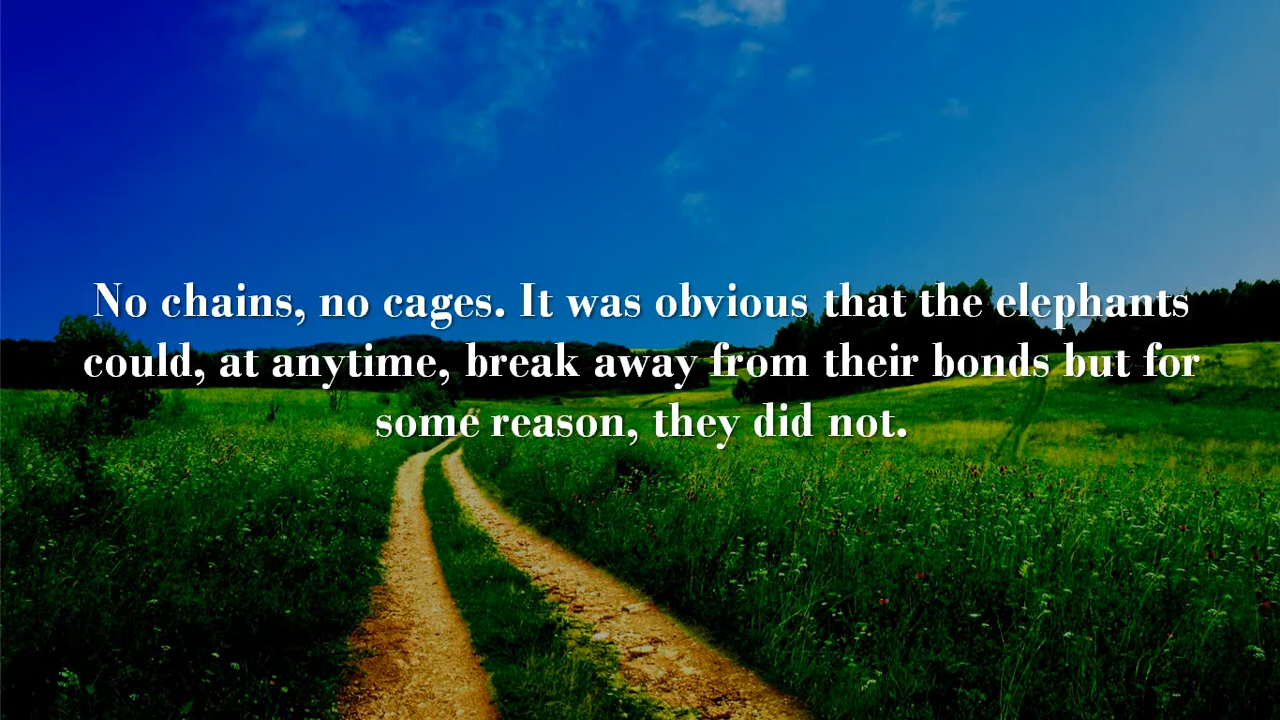 No chains, no cages. It was obvious that the elephants
could, at anytime, break away from their bonds but for
some reason, they did not.